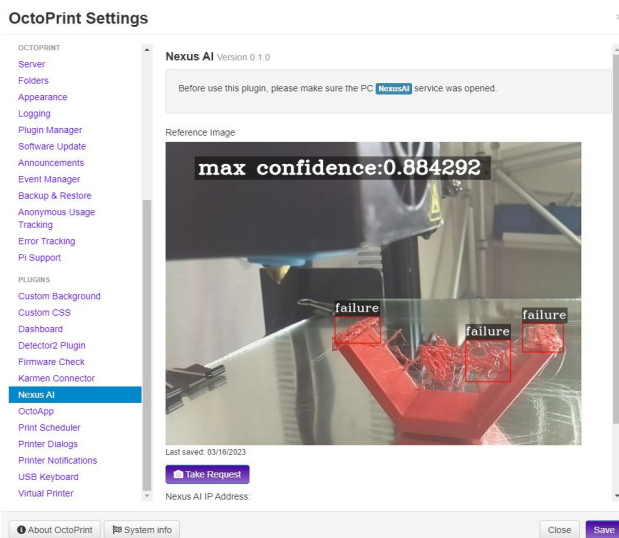 OctoPrint Settings
OCTOPRINT
Server
Folders
Appearance
Logging
Plugin Manager
Software Update
Announcements
Event Manager
Backup & Restore
Anonymous Usage
Tracking
Error Tracking
Pi Support
PLUGINS
Custom Background
Custom CSS
Dashboard
Detector2 Plugin
Firmware Check
Karmen Connector
Nexus AI
OctoApp
Print Scheduler
Printer Dialogs
Printer Notifications
USB Keyboard
Virtual Printer
Nexus AI Version 0.1.0
Before use this plugin, please make sure the PC NexusAI service was opened.
Reference Image
max confidence:0.884292
failure
failure
failure
Last saved: 03/16/2023
Take Request
Nexus AI IP Address:
About OctoPrint
System info
Close
Save